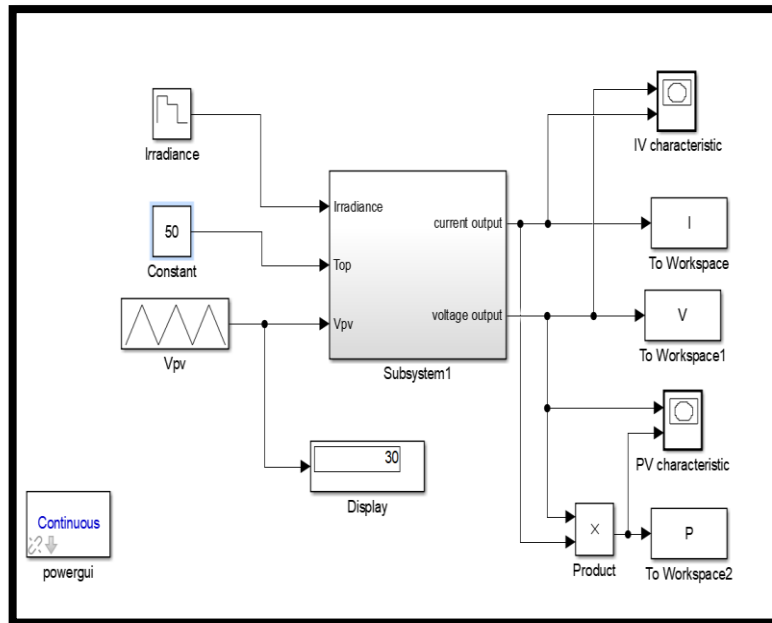 Irradiance
50
Constant
Vpv
Irradiance
Top
Vpv
current output
voltage output
Subsystem1
30
Display
Continuous
powergui
IV characteristic
I
To Workspace
V
To Workspace1
PV characteristic
X
Product
P
To Workspace2